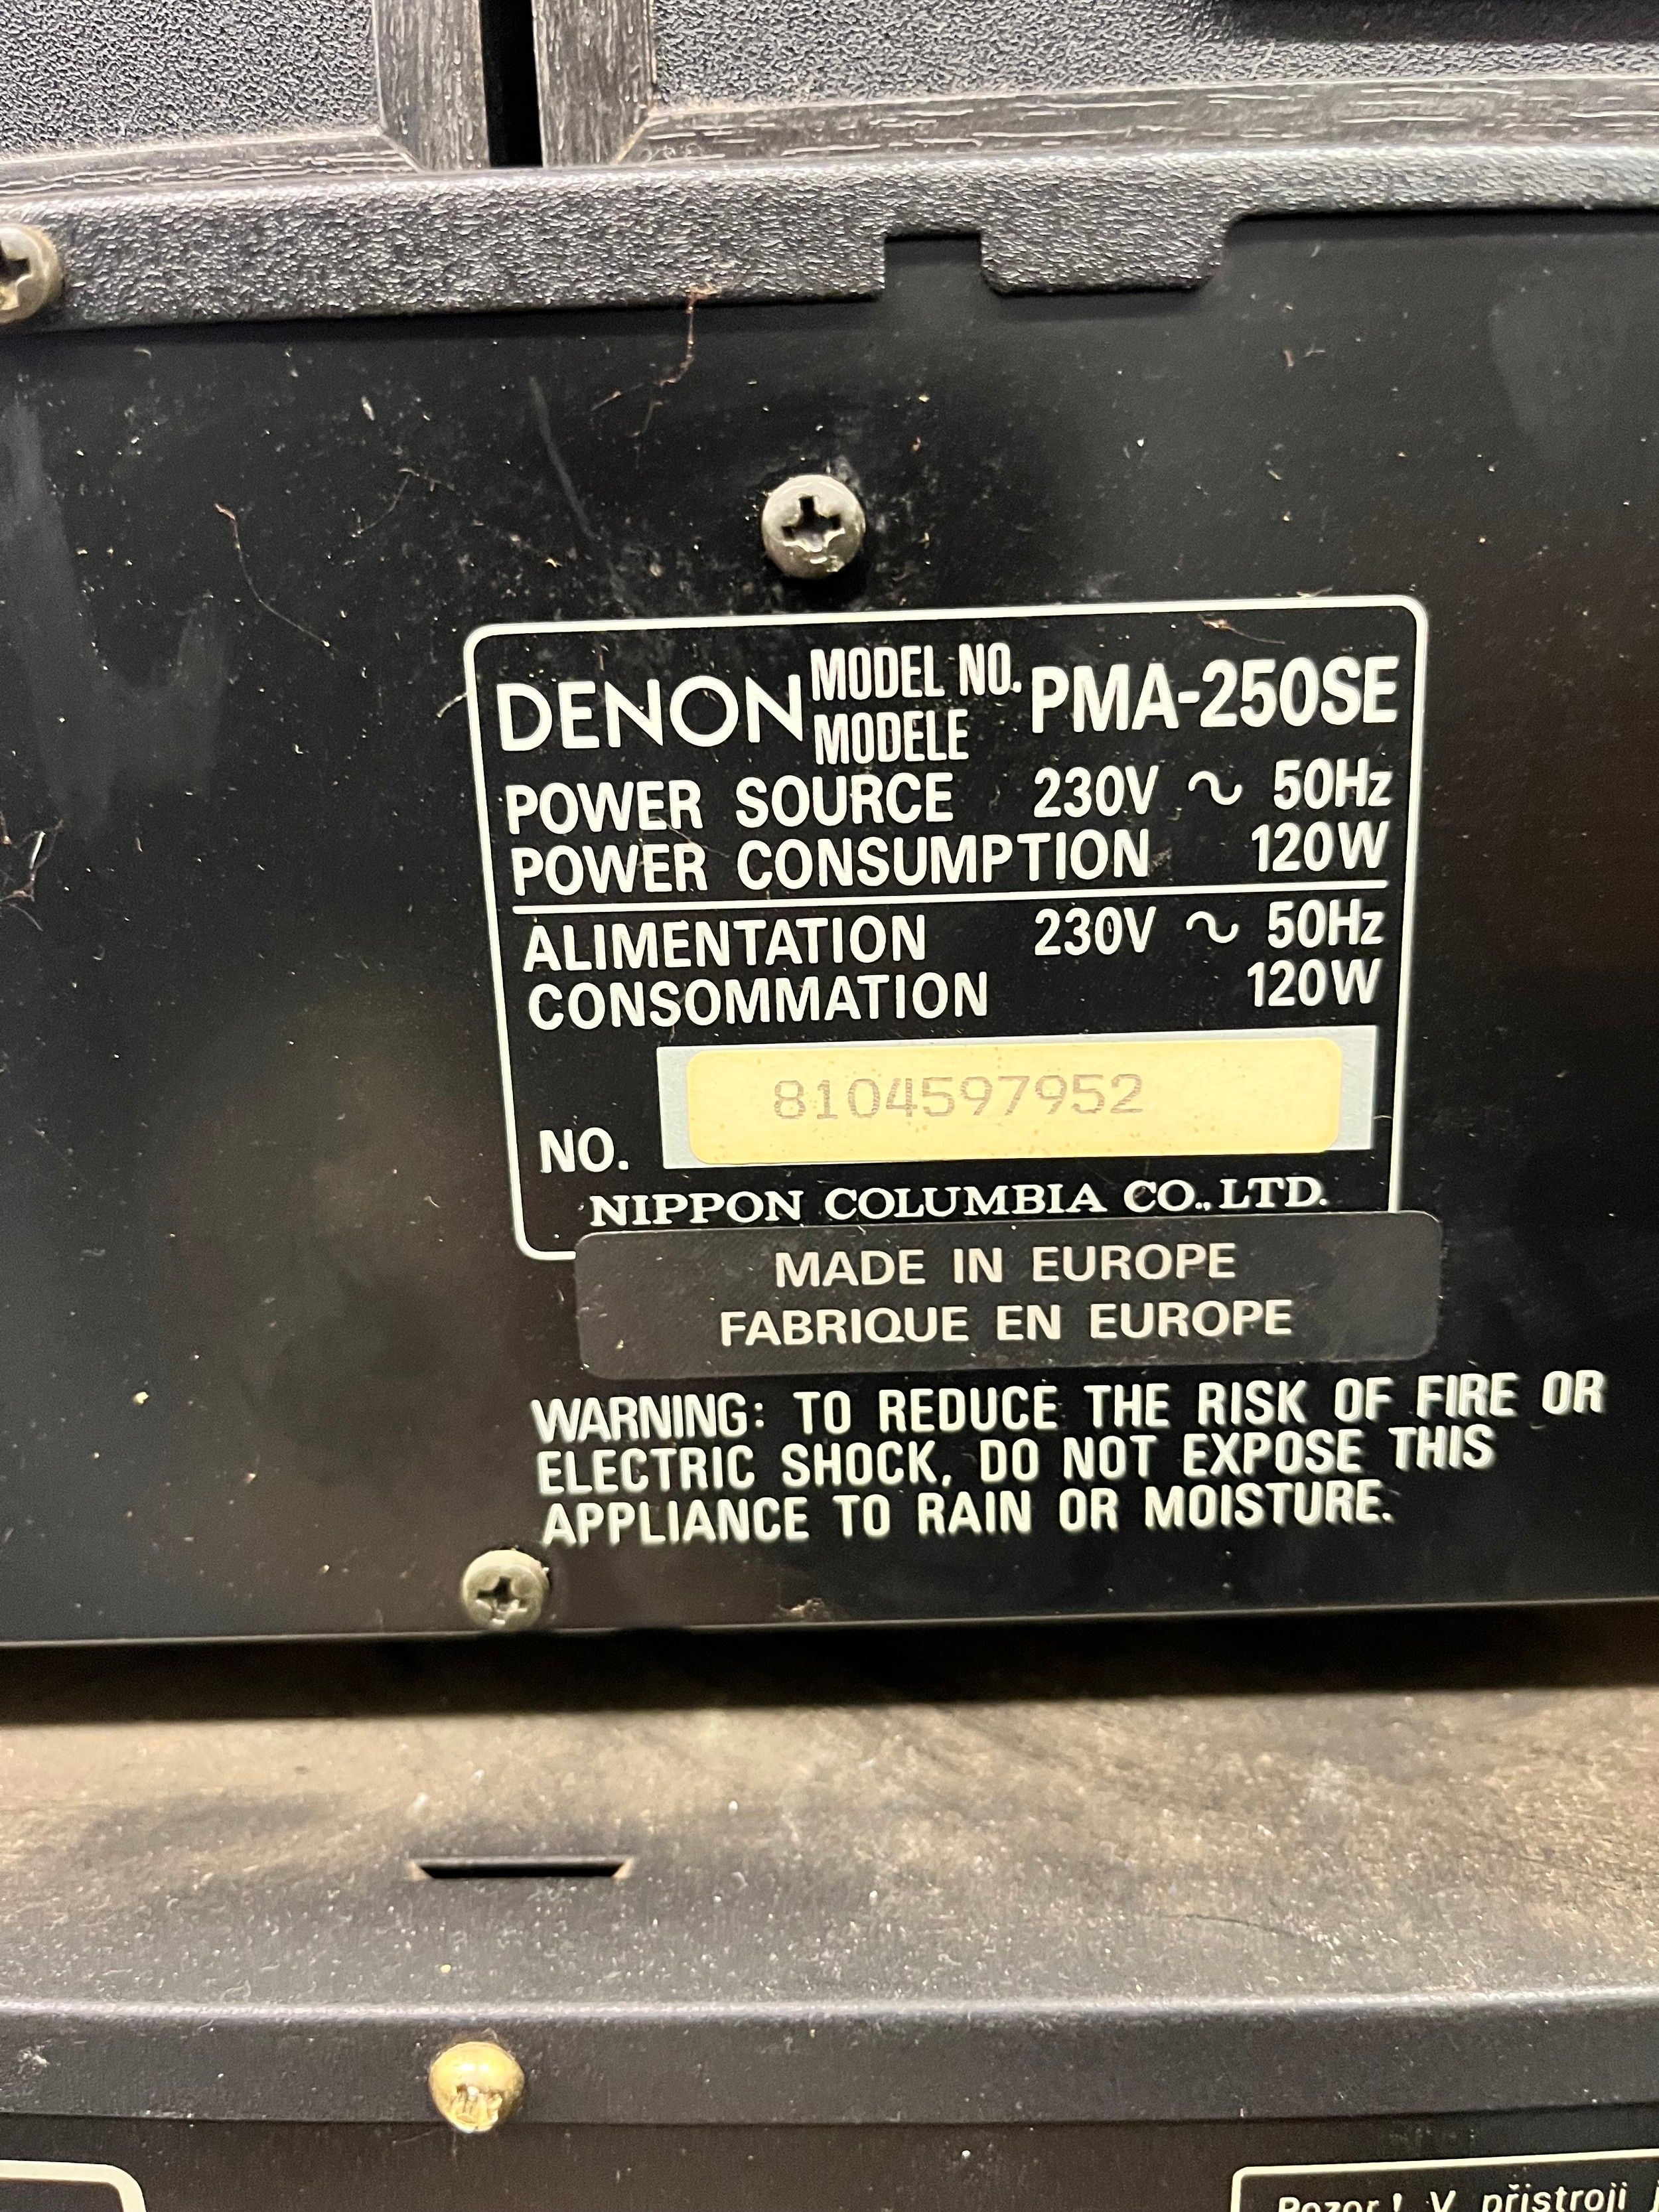 DENON MODEL NO. PMA-250SE
MODELE
POWER SOURCE 230V ~ 50Hz
POWER CONSUMPTION 120W
ALIMENTATION 230V ~ 50Hz
CONSOMMATION 120W
8104597952
NO.
NIPPON COLUMBIA CO., LTD.
MADE IN EUROPE
FABRIQUE EN EUROPE
WARNING: TO REDUCE THE RISK OF FIRE OR
ELECTRIC SHOCK, DO NOT EXPOSE THIS
APPLIANCE TO RAIN OR MOISTURE.
Pozor! V přistroji